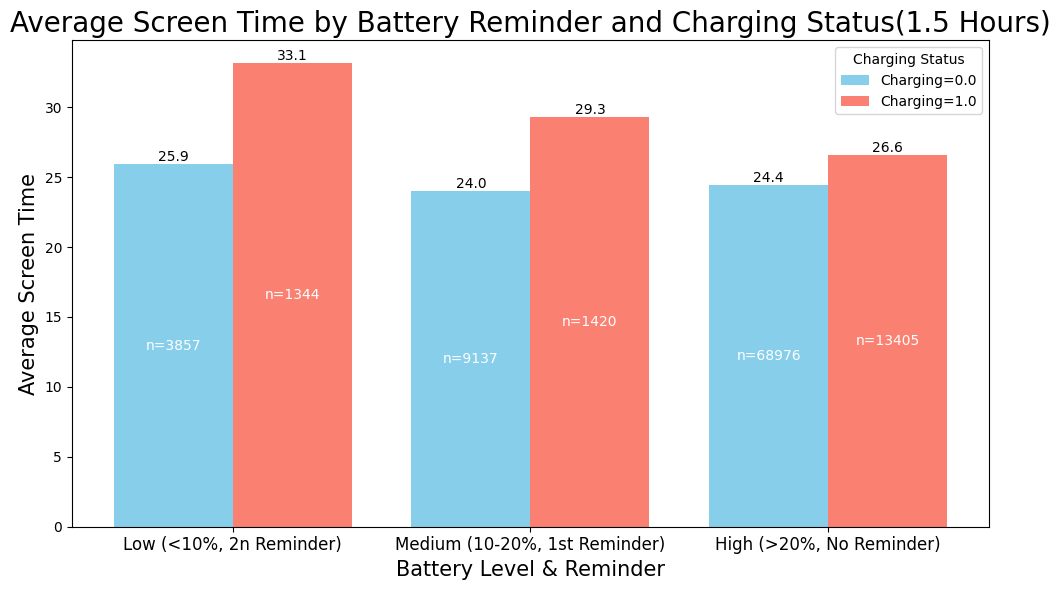 Average Screen Time by Battery Reminder and Charging Status(1.5 Hours)
Average Screen Time
30
25
20
15
10
5
0
33.1
29.3
26.6
25.9
24.0
24.4
n=1344
n=1420
n=13405
n=3857
n=9137
n=68976
Charging Status
Charging=0.0
Charging=1.0
Low (<10%, 2n Reminder)
Medium (10-20%, 1st Reminder)
High (>20%, No Reminder)
Battery Level & Reminder